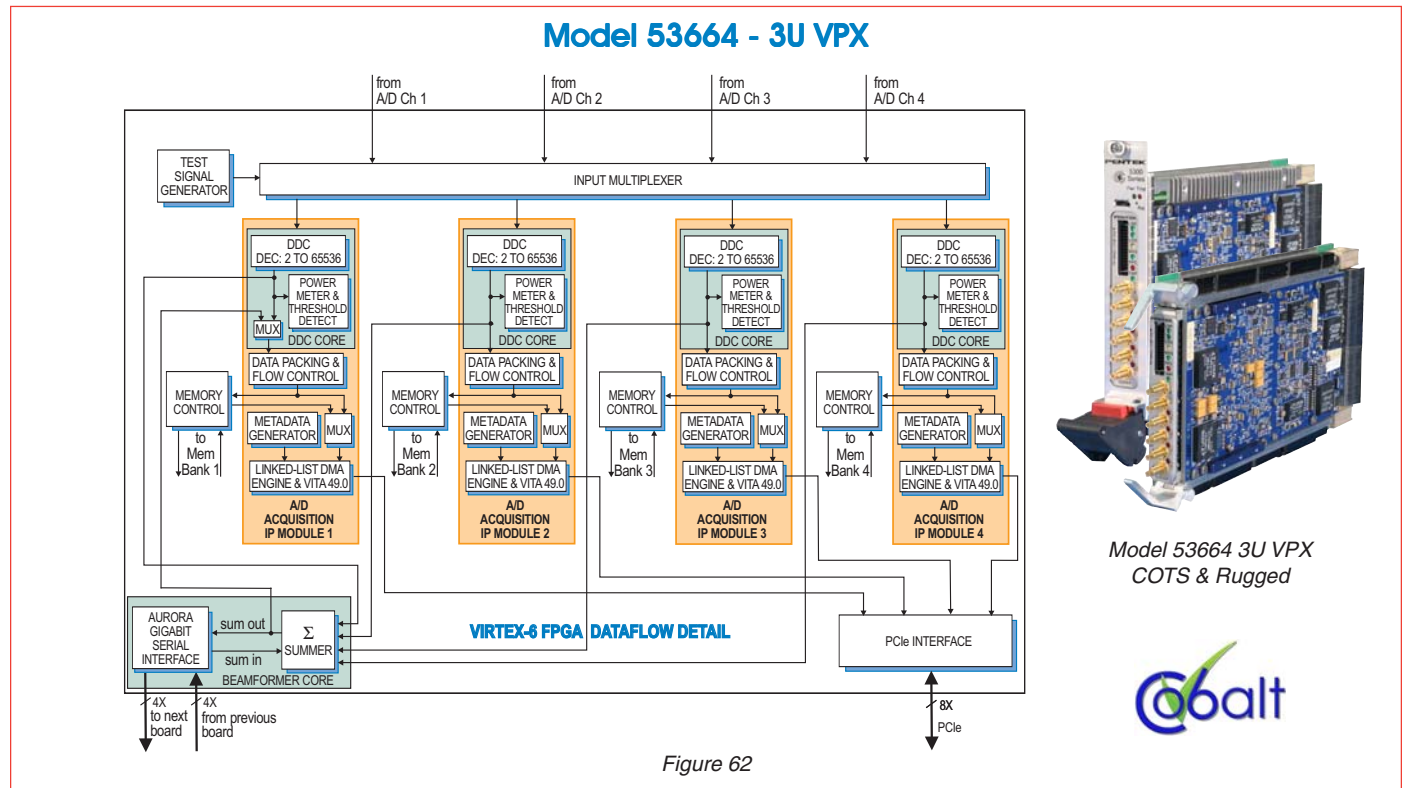 Model 53664 - 3U VPX
from
A/D Ch 1
from
A/D Ch 2
from
A/D Ch 3
from
A/D Ch 4
TEST
SIGNAL
GENERATOR
INPUT MULTIPLEXER
DDC
DEC: 2 TO 65536
POWER
METER &
THRESHOLD
DETECT
MUX
DDC CORE
DATA PACKING &
FLOW CONTROL
MEMORY
CONTROL
METADATA
GENERATOR
MUX
to
Mem
Bank 1
LINKED-LIST DMA
ENGINE & VITA 49.0
A/D
ACQUISITION
IP MODULE 1
DDC
DEC: 2 TO 65536
POWER
METER &
THRESHOLD
DETECT
DDC CORE
DATA PACKING &
FLOW CONTROL
MEMORY
CONTROL
METADATA
GENERATOR
MUX
to
Mem
Bank 2
LINKED-LIST DMA
ENGINE & VITA 49.0
A/D
ACQUISITION
IP MODULE 2
DDC
DEC: 2 TO 65536
POWER
METER &
THRESHOLD
DETECT
DDC CORE
DATA PACKING &
FLOW CONTROL
MEMORY
CONTROL
METADATA
GENERATOR
MUX
to
Mem
Bank 3
LINKED-LIST DMA
ENGINE & VITA 49.0
A/D
ACQUISITION
IP MODULE 3
DDC
DEC: 2 TO 65536
POWER
METER &
THRESHOLD
DETECT
DDC CORE
DATA PACKING &
FLOW CONTROL
MEMORY
CONTROL
METADATA
GENERATOR
MUX
to
Mem
Bank 4
LINKED-LIST DMA
ENGINE & VITA 49.0
A/D
ACQUISITION
IP MODULE 4
AURORA
GIGABIT
SERIAL
INTERFACE
sum out
sum in
Σ
SUMMER
BEAMFORMER CORE
VIRTEX-6 FPGA DATAFLOW DETAIL
PCIe INTERFACE
4X
to next
board
4X
from previous
board
8X
PCIe
PENTEK
5300
Series
Model 53664 3U VPX
COTS & Rugged
Cobalt
Figure 62